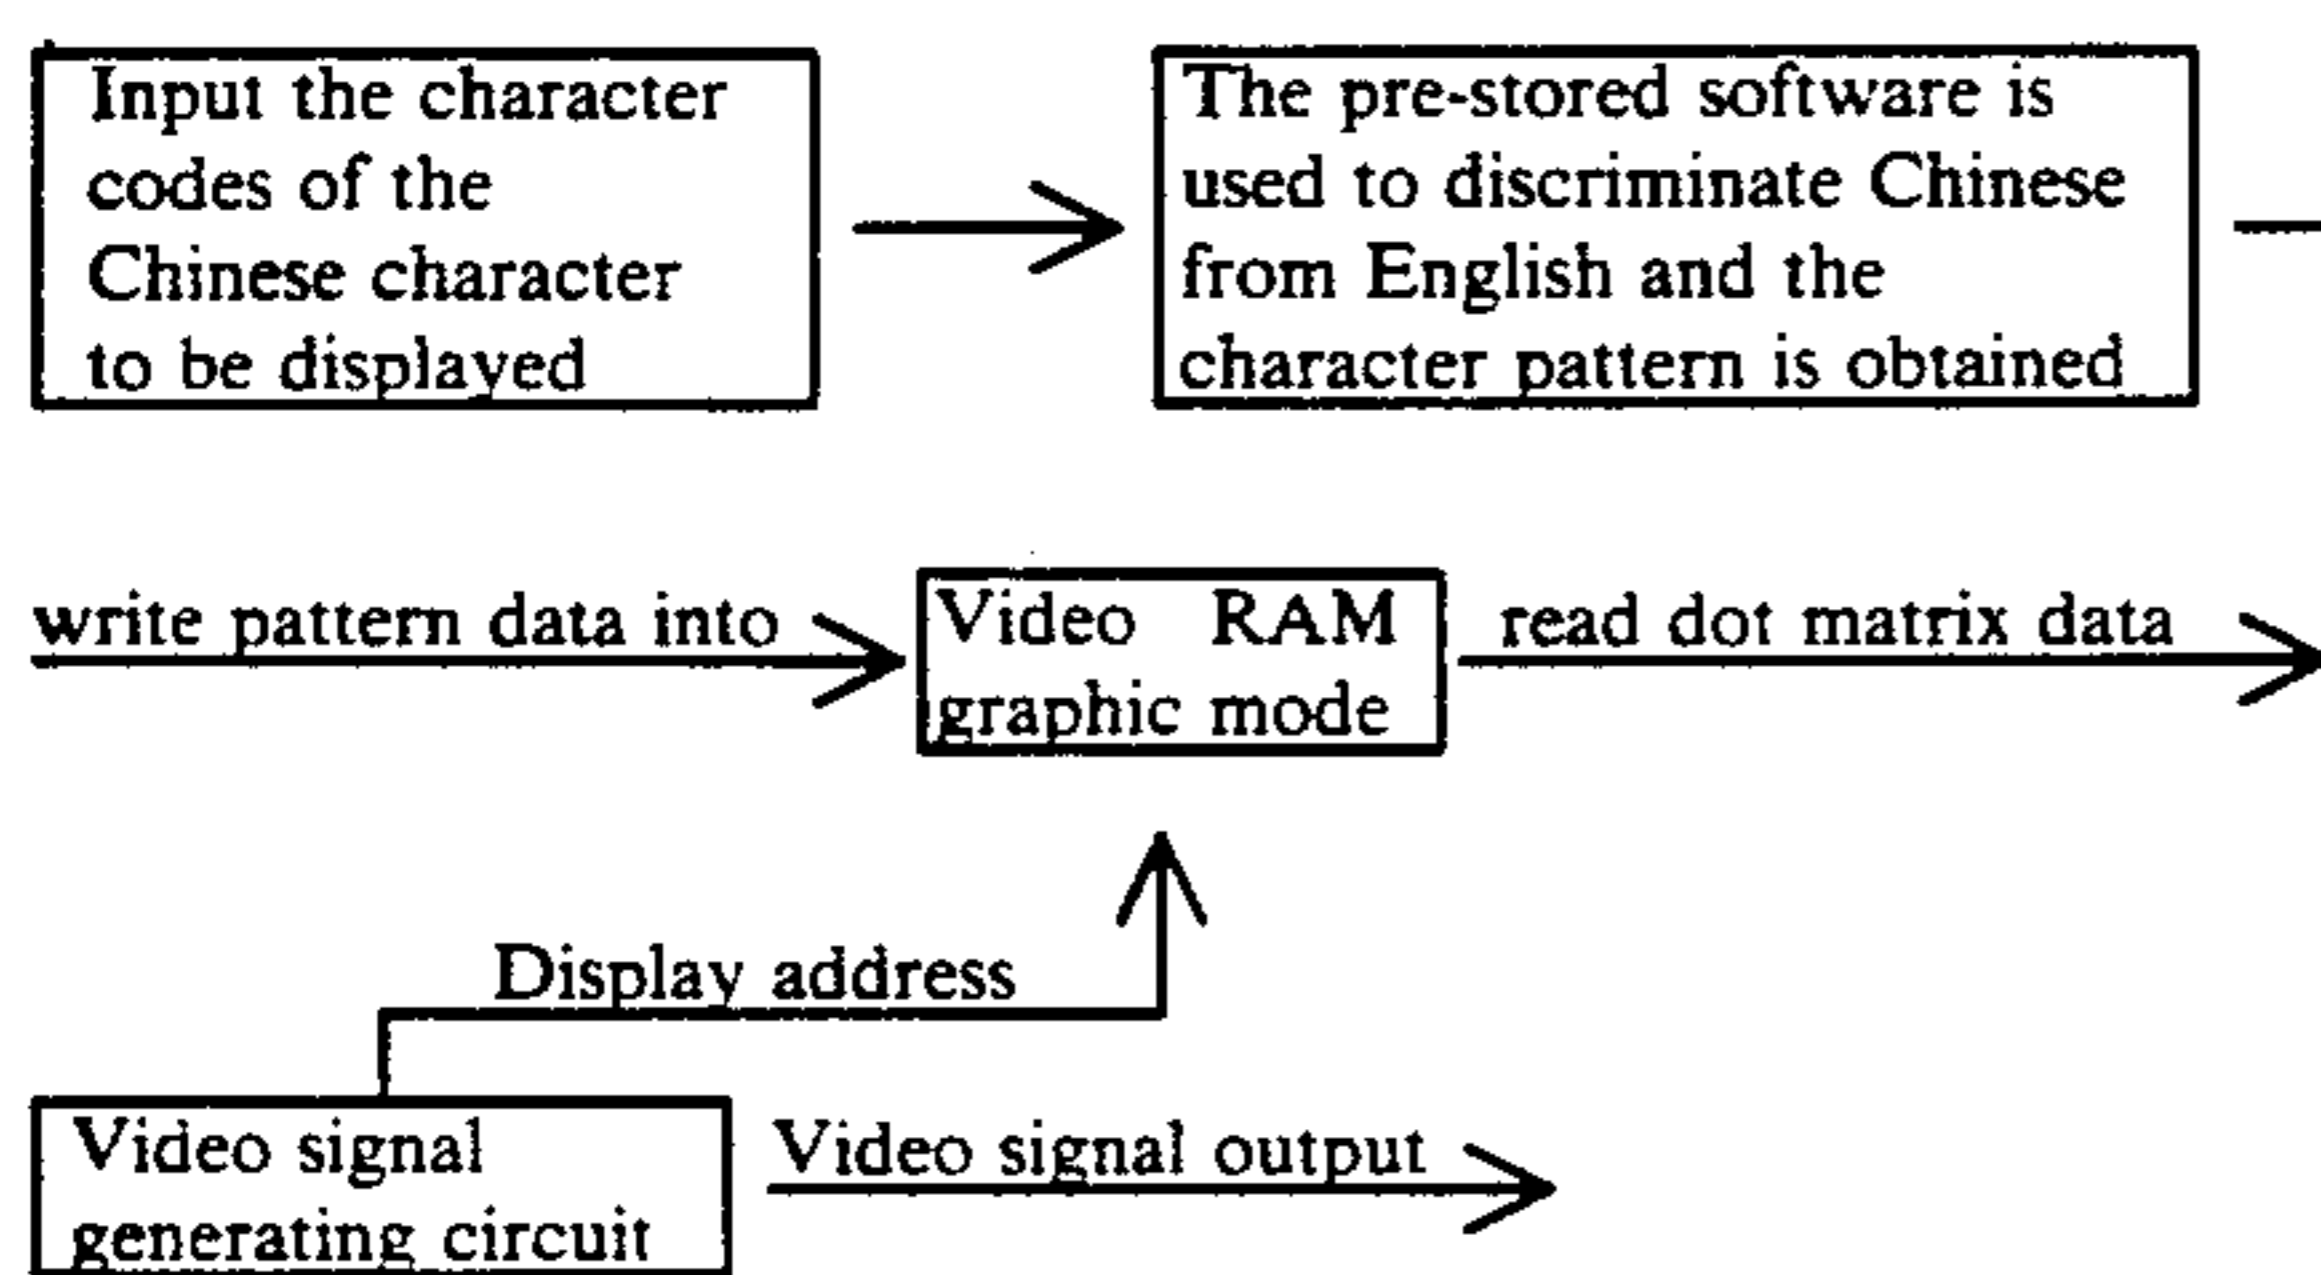 Input the character
codes of the
Chinese character
to be displayed
The pre-stored software is
used to discriminate Chinese
from English and the
character pattern is obtained
write pattern data into
Video RAM
graphic mode
read dot matrix data
Display address
Video signal
generating circuit
Video signal output